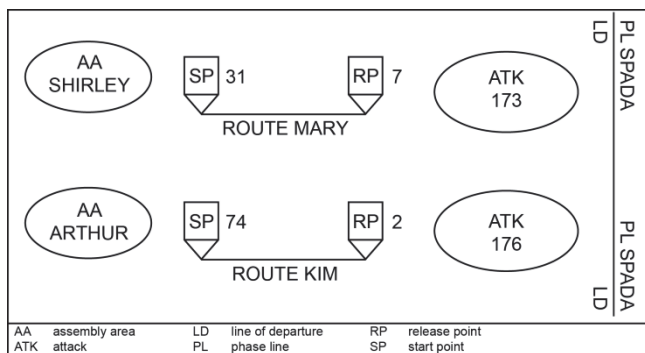 AA
SHIRLEY
SP 31
RP 7
ROUTE MARY
ATK
173
LD
PL SPADA
AA
ARTHUR
SP 74
RP 2
ROUTE KIM
ATK
176
LD
PL SPADA
AA assembly area LD line of departure RP release point
ATK attack PL phase line SP start point